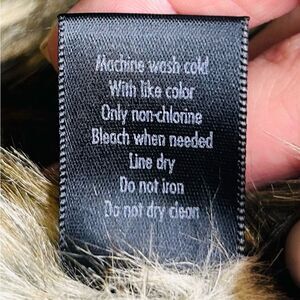 Machine wash cold
With like color
Only non-chlorine
Bleach when needed
Line dry
Do not iron
Do not dry clean